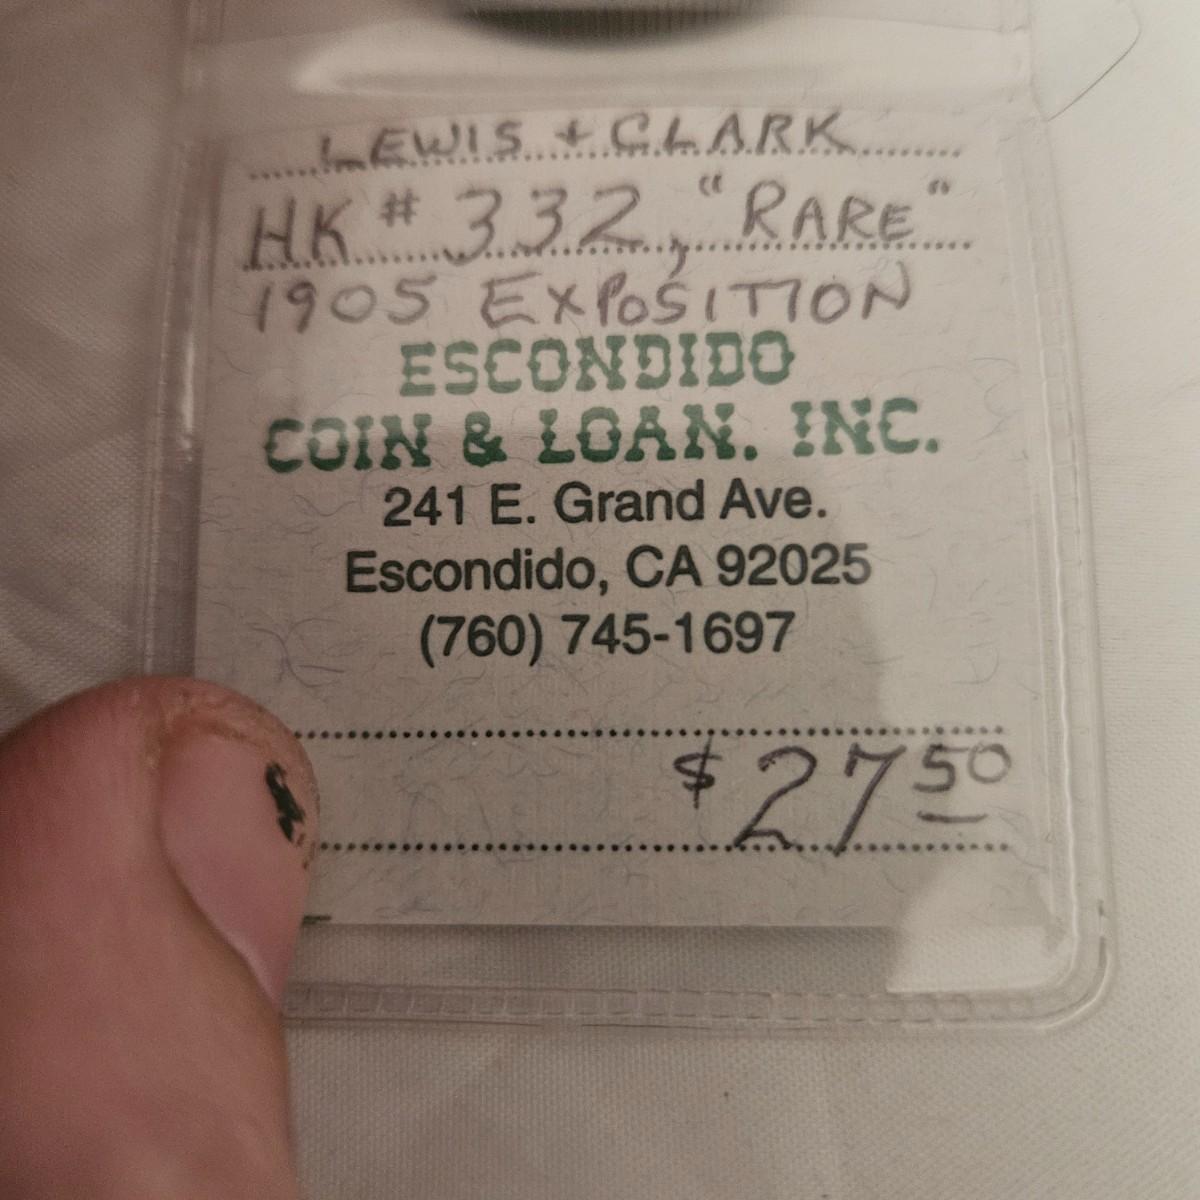 LEWIS + CLARK
HK # 332, "RARE"
1905 EXPOSITION
ESCONDIDO
COIN & LOAN. INC.
241 E. Grand Ave.
Escondido, CA 92025
(760) 745-1697
$2750